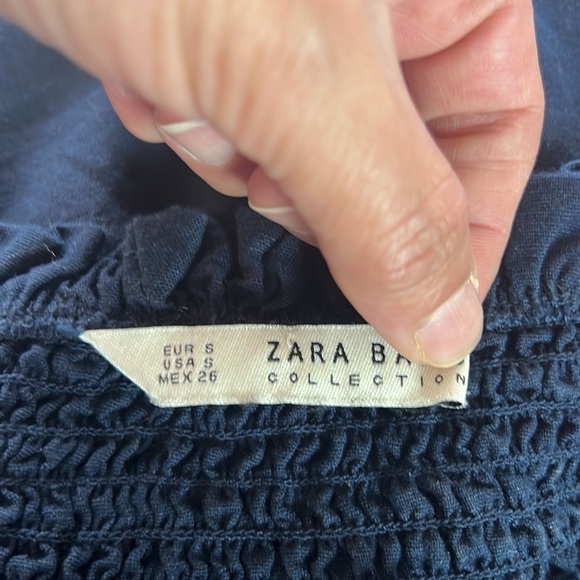 EUR S
USA S
MEX 26
ZARA BA
COLLECTION